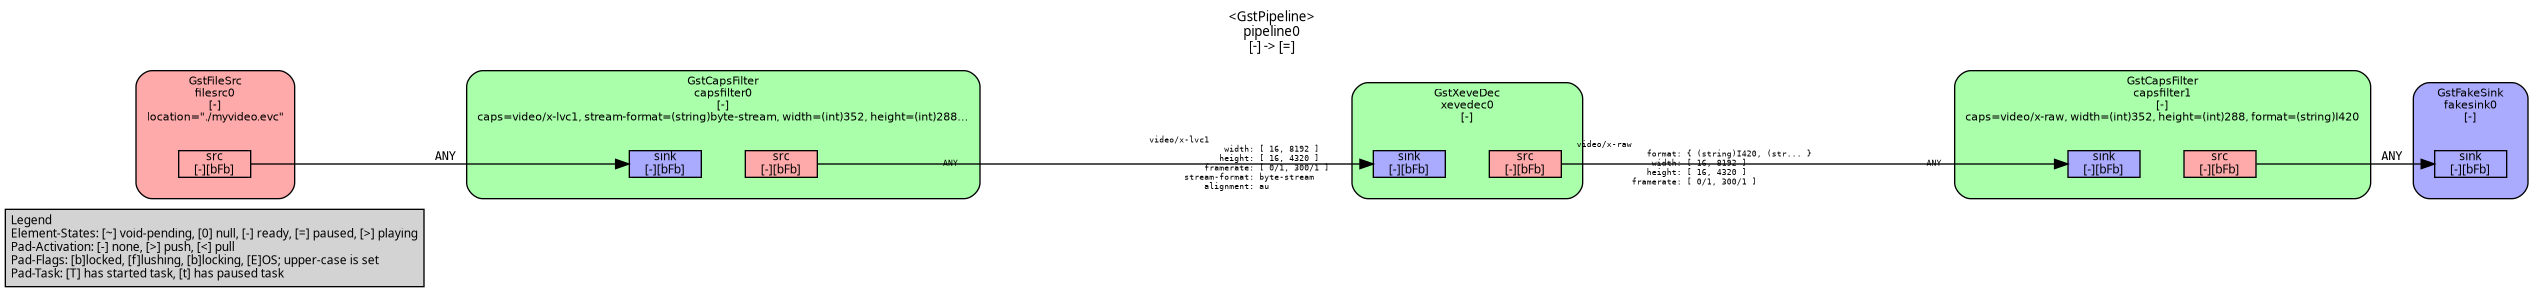 <GstPipeline>
pipeline0
[-] -> [=]
GstFileSrc
filesrc0
[-]
location="./myvideo.evc"
src
[-][bFb]
ANY
GstCapsFilter
capsfilter0
[-]
caps=video/x-lvc1, stream-format=(string)byte-stream, width=(int)352, height=(int)288…
sink
[-][bFb]
src
[-][bFb]
ANY
video/x-lvc1
width: [ 16, 8192 ]
height: [ 16, 4320 ]
framerate: [ 0/1, 300/1 ]
stream-format: byte-stream
alignment: au
GstXeveDec
xevedec0
[-]
sink
[-][bFb]
src
[-][bFb]
video/x-raw
format: { (string)I420, (str... }
width: [ 16, 8192 ]
height: [ 16, 4320 ]
framerate: [ 0/1, 300/1 ]
ANY
GstCapsFilter
capsfilter1
[-]
caps=video/x-raw, width=(int)352, height=(int)288, format=(string)I420
sink
[-][bFb]
src
[-][bFb]
ANY
GstFakeSink
fakesink0
[-]
sink
[-][bFb]
Legend
Element-States: [~] void-pending, [0] null, [-] ready, [=] paused, [>] playing
Pad-Activation: [-] none, [>] push, [<] pull
Pad-Flags: [b]locked, [f]lushing, [b]locking, [E]OS; upper-case is set
Pad-Task: [T] has started task, [t] has paused task